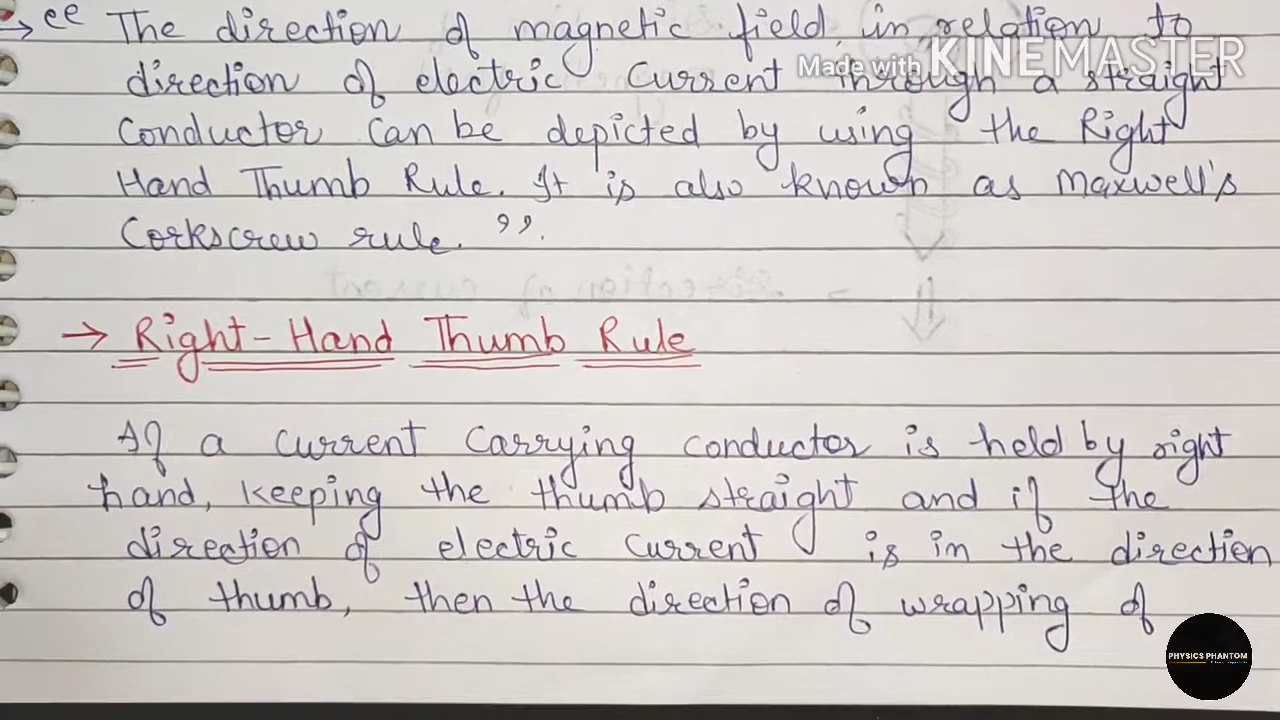 → “ The direction of magnetic field, in relation to
Made with KINEMASTER
direction of electric current through a straight
Conductor can be depicted by using the Right
Hand Thumb Rule. It is also known as Maxwell's
Corkscrew rule. ”.
→ Right-Hand Thumb Rule
If a current carrying conductor is held by right
hand, keeping the thumb straight and if the
direction of electric current is in the direction
of thumb, then the direction of wrapping of
PHYSICS PHANTOM